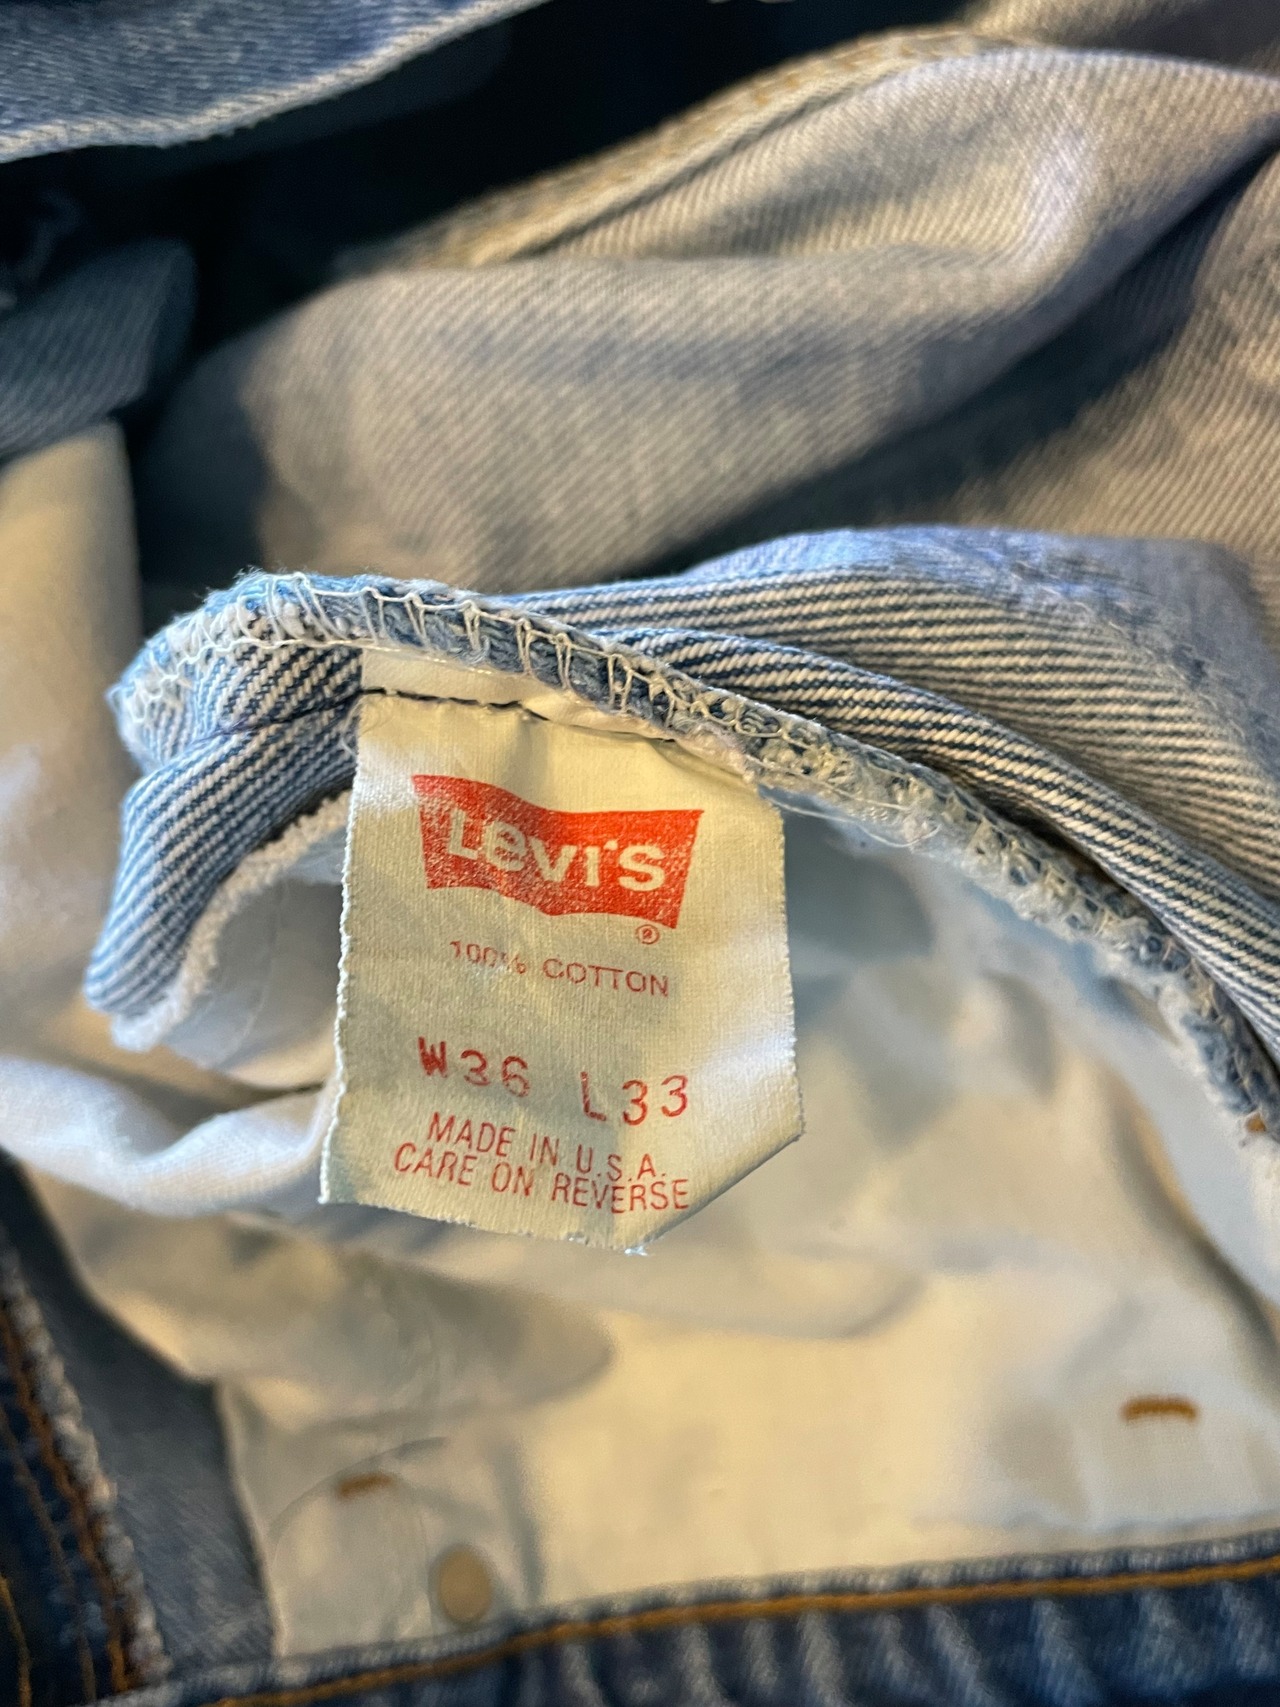 Levi's
®
100% COTTON
W36 L33
MADE IN U.S.A.
CARE ON REVERSE